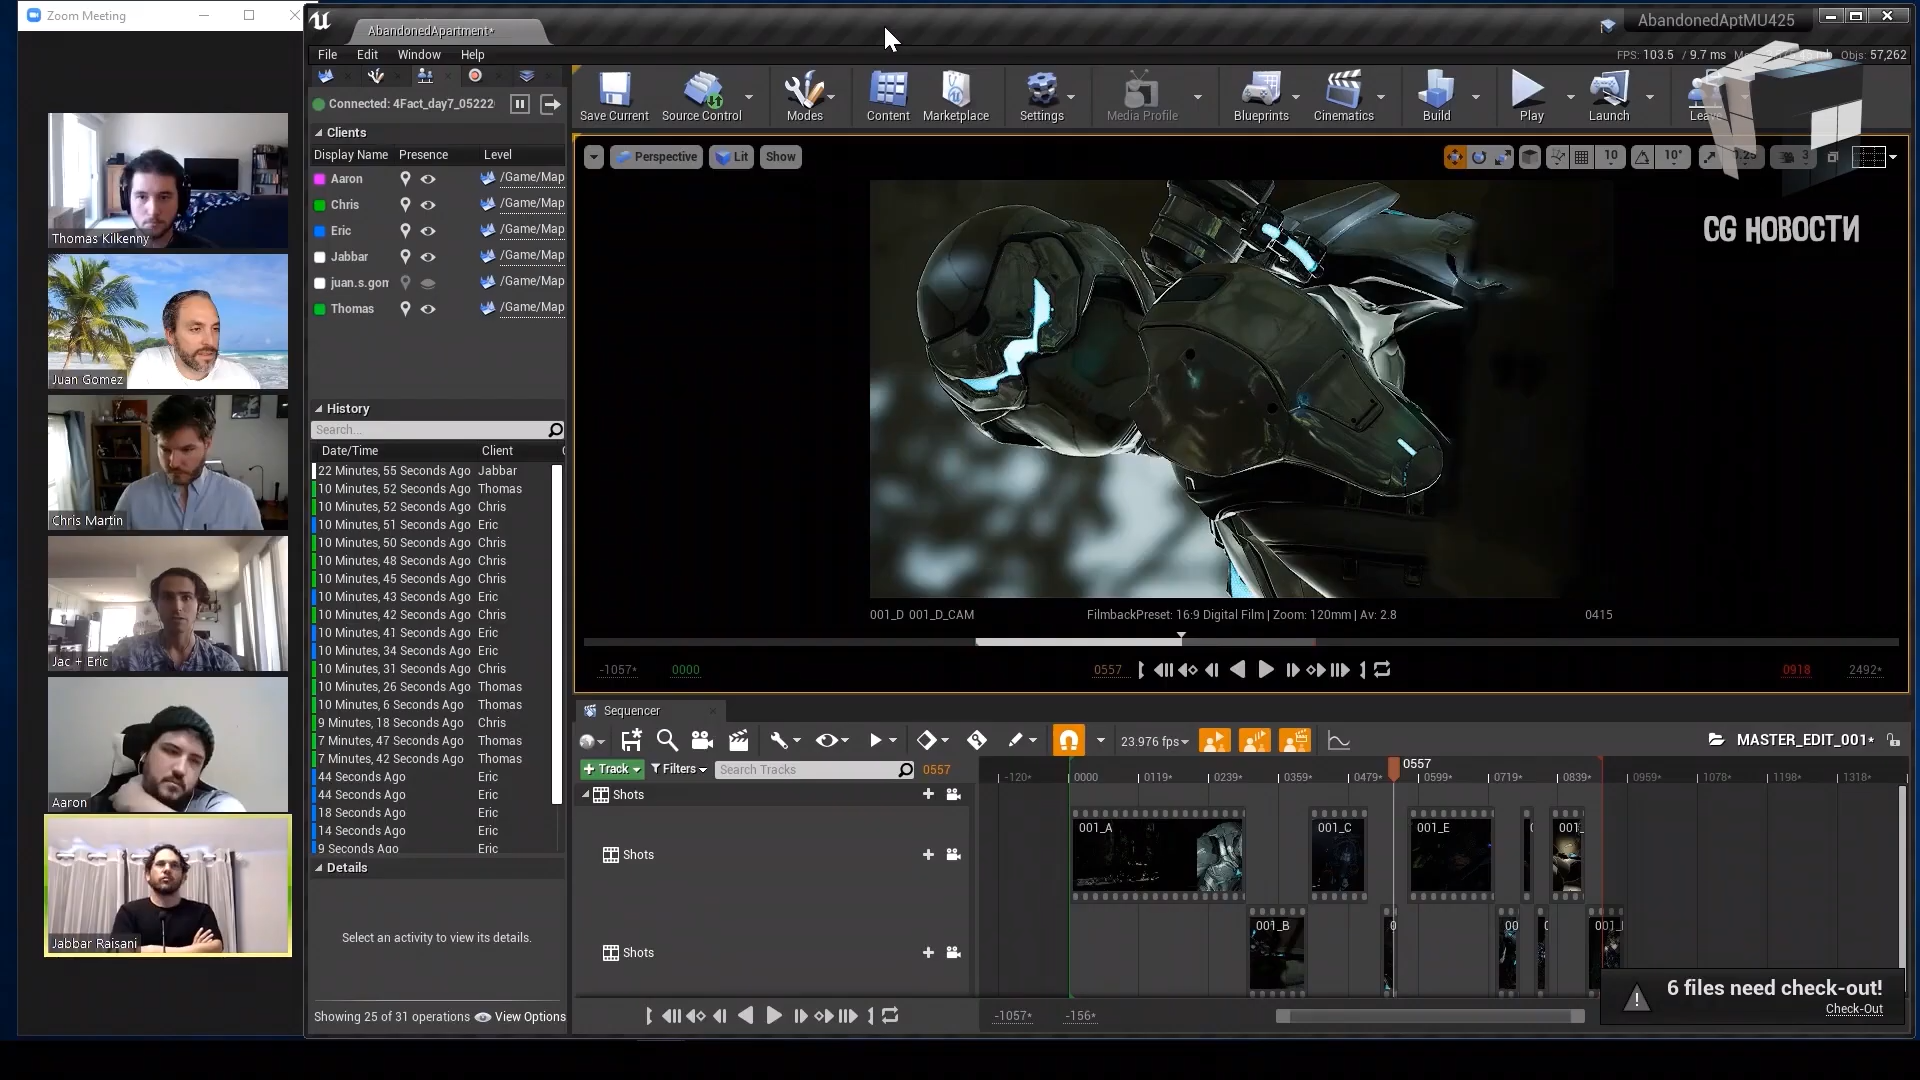 Zoom Meeting
Thomas Kilkenny
Juan Gomez
Chris Martin
Jac + Eric
Aaron
Jabbar Raisani
AbandonedApartment*
AbandonedAptMU425
File Edit Window Help
FPS: 103.5 / 9.7 ms
Objs: 57,262
Connected: 4Fact_day7_05222
Save Current Source Control Modes Content Marketplace Settings Media Profile Blueprints Cinematics Build Play Launch
Clients
Display Name Presence Level
Aaron /Game/Map
Chris /Game/Map
Eric /Game/Map
Jabbar /Game/Map
juan.s.gom /Game/Map
Thomas /Game/Map
Perspective Lit Show
10 10° 3
CG НОВОСТИ
History
Search...
Date/Time Client
22 Minutes, 55 Seconds Ago Jabbar
10 Minutes, 52 Seconds Ago Thomas
10 Minutes, 52 Seconds Ago Chris
10 Minutes, 51 Seconds Ago Eric
10 Minutes, 50 Seconds Ago Chris
10 Minutes, 48 Seconds Ago Chris
10 Minutes, 45 Seconds Ago Chris
10 Minutes, 43 Seconds Ago Eric
10 Minutes, 42 Seconds Ago Chris
10 Minutes, 41 Seconds Ago Eric
10 Minutes, 34 Seconds Ago Eric
10 Minutes, 31 Seconds Ago Chris
10 Minutes, 26 Seconds Ago Thomas
10 Minutes, 6 Seconds Ago Thomas
9 Minutes, 18 Seconds Ago Chris
7 Minutes, 47 Seconds Ago Thomas
7 Minutes, 42 Seconds Ago Thomas
44 Seconds Ago Eric
44 Seconds Ago Eric
18 Seconds Ago Eric
14 Seconds Ago Eric
9 Seconds Ago Eric
Details
Select an activity to view its details.
Showing 25 of 31 operations View Options
001_D 001_D_CAM FilmbackPreset: 16:9 Digital Film | Zoom: 120mm | Av: 2.8 0415
-1057* 0000 0557 0918 2492*
Sequencer
23.976 fps
MASTER_EDIT_001*
Track Filters Search Tracks 0557
0557
-120* 0000 0119* 0239* 0359* 0479* 0599* 0719* 0839* 0959* 1078* 1198* 1318*
Shots
Shots
001_A 001_C 001_E 001_
Shots
001_B 0 00 001_
-1057* -156*
6 files need check-out!
Check-Out